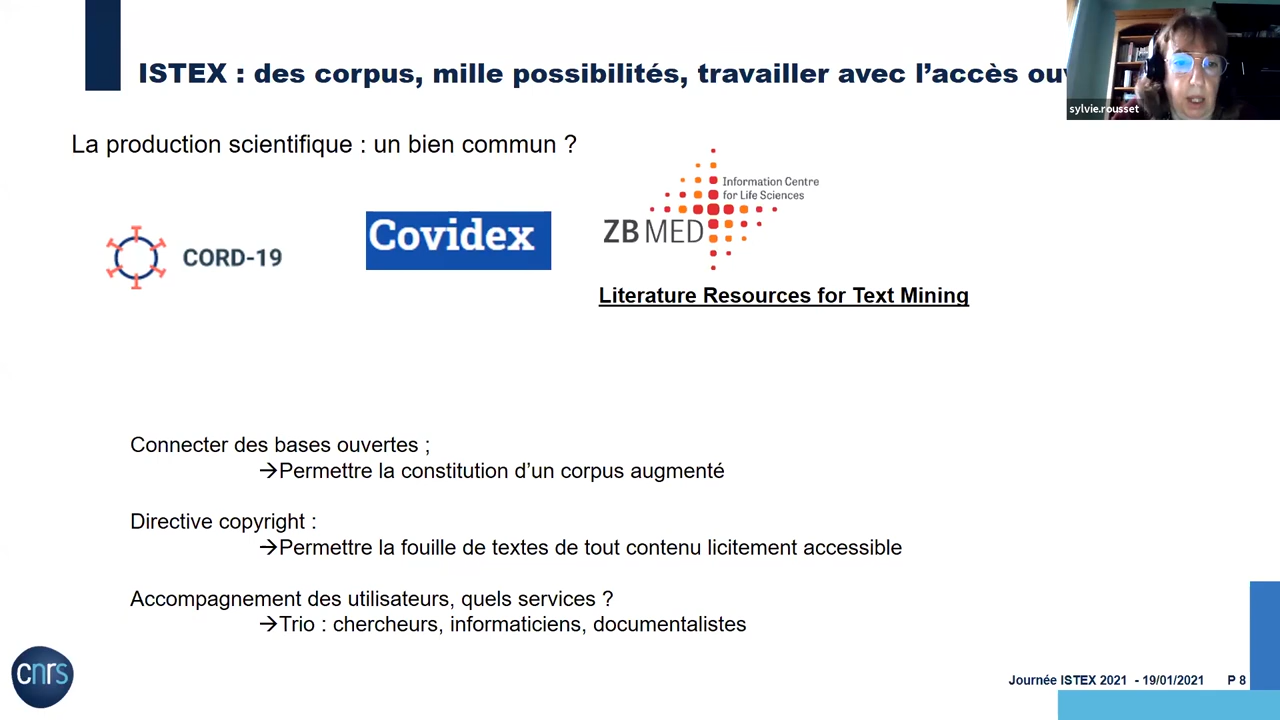 ISTEX : des corpus, mille possibilités, travailler avec l’accès
sylvie.rousset
La production scientifique : un bien commun ?
CORD-19
Covidex
Information Centre
for Life Sciences
ZB MED
Literature Resources for Text Mining
Connecter des bases ouvertes ;
→Permettre la constitution d’un corpus augmenté
Directive copyright :
→Permettre la fouille de textes de tout contenu licitement accessible
Accompagnement des utilisateurs, quels services ?
→Trio : chercheurs, informaticiens, documentalistes
cnrs
Journée ISTEX 2021 - 19/01/2021 P 8